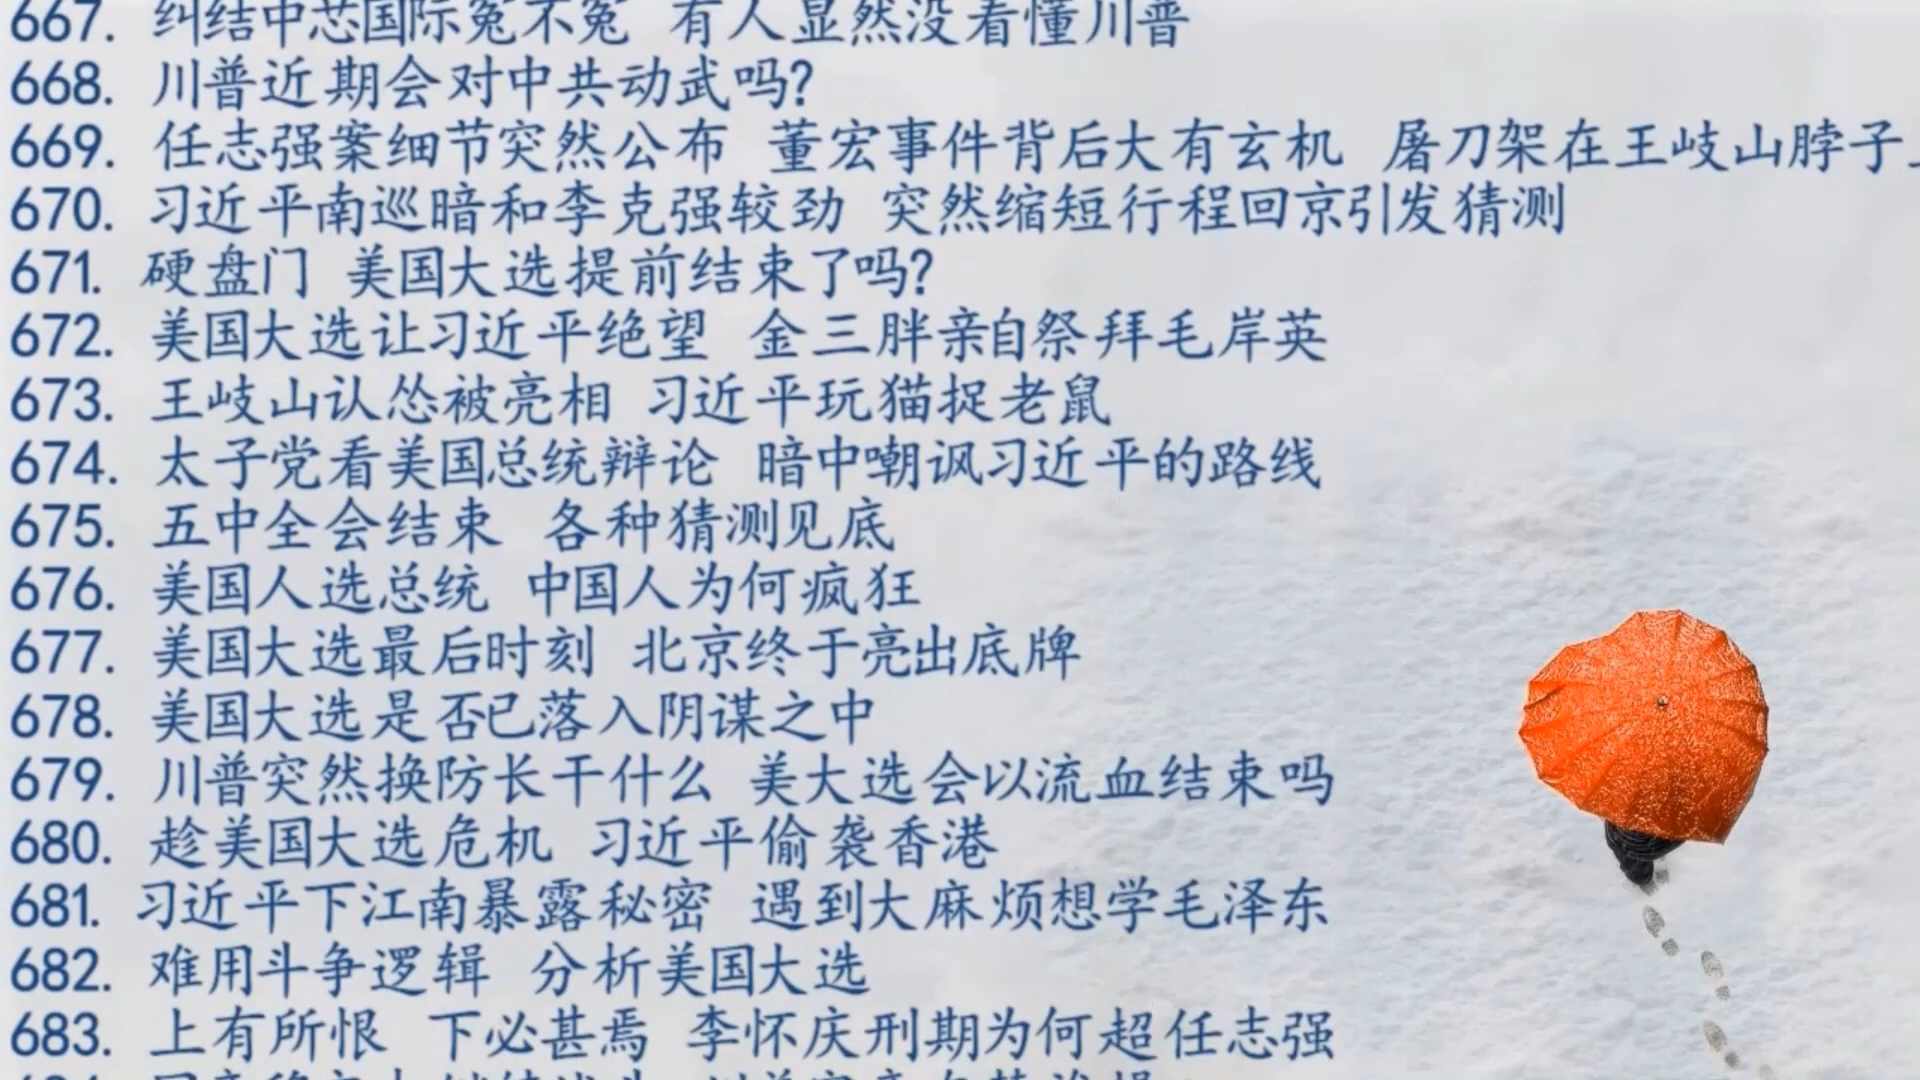 667. 纠结中芯国际冤不冤 有人显然没看懂川普
668. 川普近期会对中共动武吗?
669. 任志强案细节突然公布 董宏事件背后大有玄机 屠刀架在王岐山脖子
670. 习近平南巡暗和李克强较劲 突然缩短行程回京引发猜测
671. 硬盘门 美国大选提前结束了吗?
672. 美国大选让习近平绝望 金三胖亲自祭拜毛岸英
673. 王岐山认怂被亮相 习近平玩猫捉老鼠
674. 太子党看美国总统辩论 暗中嘲讽习近平的路线
675. 五中全会结束 各种猜测见底
676. 美国人选总统 中国人为何疯狂
677. 美国大选最后时刻 北京终于亮出底牌
678. 美国大选是否已落入阴谋之中
679. 川普突然换防长干什么 美大选会以流血结束吗
680. 趁美国大选危机 习近平偷袭香港
681. 习近平下江南暴露秘密 遇到大麻烦想学毛泽东
682. 难用斗争逻辑 分析美国大选
683. 上有所恨 下必甚焉 李怀庆刑期为何超任志强